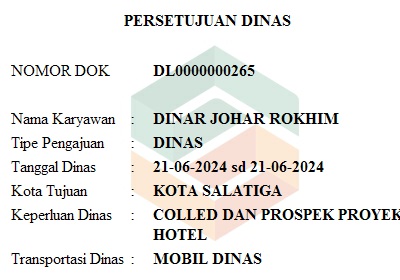 PERSETUJUAN DINAS
NOMOR DOK DL0000000265
Nama Karyawan : DINAR JOHAR ROKHIM
Tipe Pengajuan : DINAS
Tanggal Dinas : 21-06-2024 sd 21-06-2024
Kota Tujuan : KOTA SALATIGA
Keperluan Dinas : COLLED DAN PROSPEK PROYEK
HOTEL
Transportasi Dinas : MOBIL DINAS